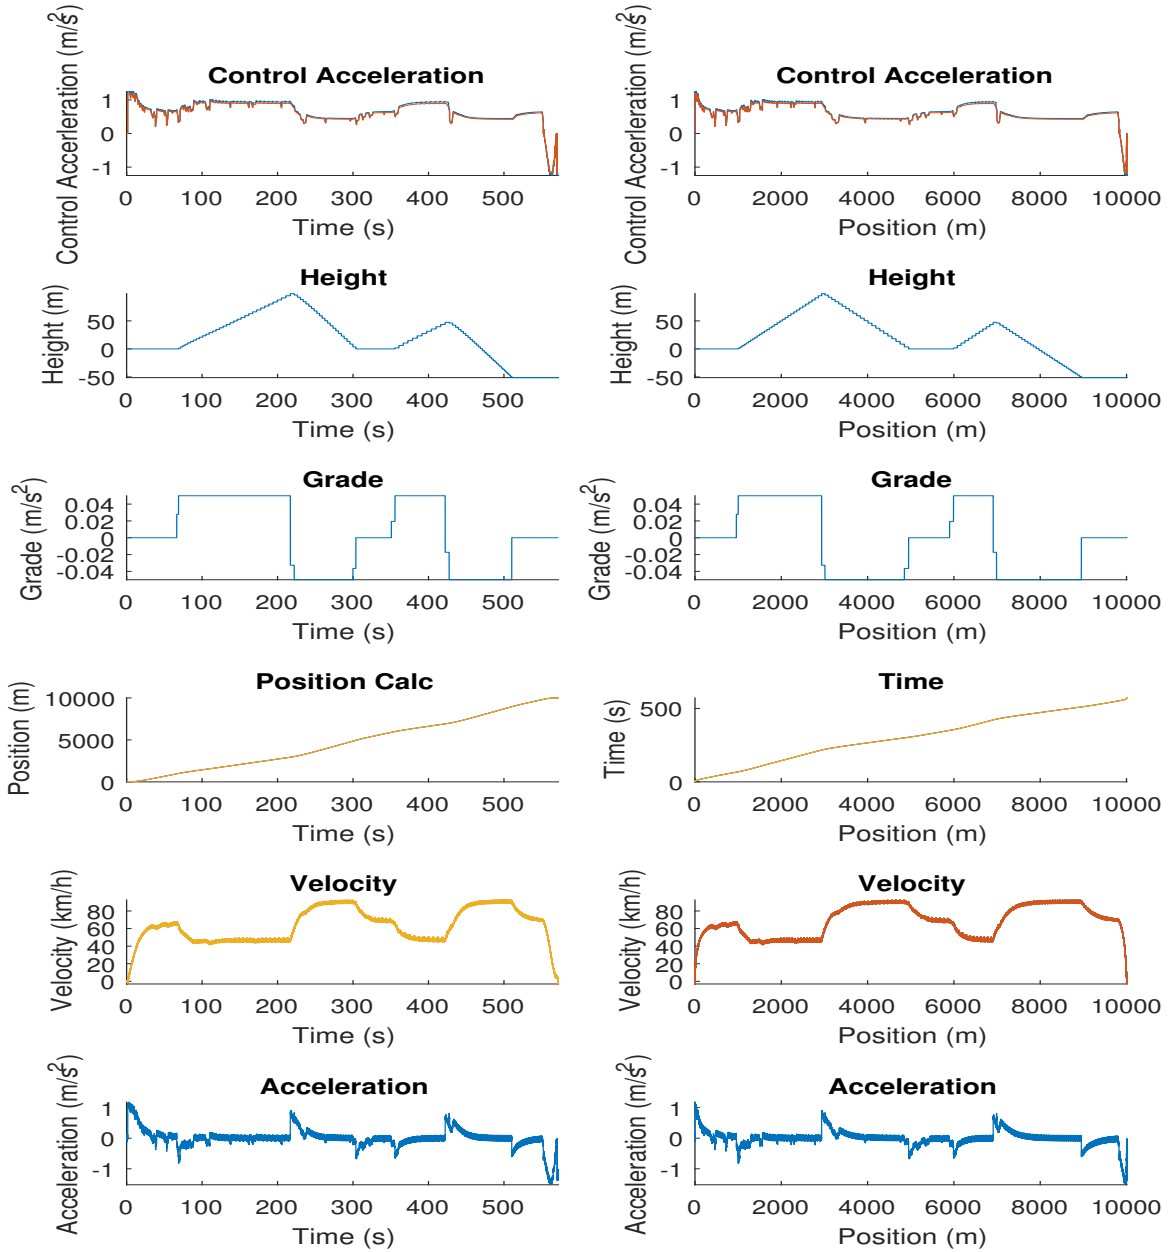 Control Acceleration
Control Accerleration (m/s²)
1
0
-1
0 100 200 300 400 500
Time (s)
Control Acceleration
Control Accerleration (m/s²)
1
0
-1
0 2000 4000 6000 8000 10000
Position (m)
Height
Height (m)
50
0
-50
0 100 200 300 400 500
Time (s)
Height
Height (m)
50
0
-50
0 2000 4000 6000 8000 10000
Position (m)
Grade
Grade (m/s²)
0.04
0.02
0
-0.02
-0.04
0 100 200 300 400 500
Time (s)
Grade
Grade (m/s²)
0.04
0.02
0
-0.02
-0.04
0 2000 4000 6000 8000 10000
Position (m)
Position Calc
Position (m)
10000
5000
0
0 100 200 300 400 500
Time (s)
Time
Time (s)
500
0
0 2000 4000 6000 8000 10000
Position (m)
Velocity
Velocity (km/h)
80
60
40
20
0
0 100 200 300 400 500
Time (s)
Velocity
Velocity (km/h)
80
60
40
20
0
0 2000 4000 6000 8000 10000
Position (m)
Acceleration
Acceleration (m/s²)
1
0
-1
0 100 200 300 400 500
Time (s)
Acceleration
Acceleration (m/s²)
1
0
-1
0 2000 4000 6000 8000 10000
Position (m)